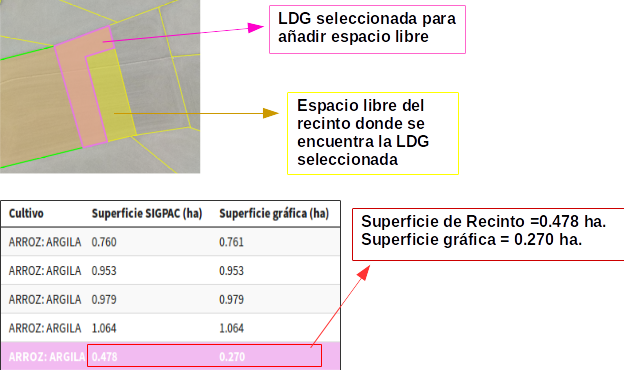 LDG seleccionada para
añadir espacio libre
Espacio libre del
recinto donde se
encuentra la LDG
seleccionada
Cultivo Superficie SIGPAC (ha) Superficie gráfica (ha)
ARROZ: ARGILA 0.760 0.761
ARROZ: ARGILA 0.953 0.953
ARROZ: ARGILA 0.979 0.979
ARROZ: ARGILA 1.064 1.064
ARROZ: ARGILA 0.478 0.270
Superficie de Recinto =0.478 ha.
Superficie gráfica = 0.270 ha.